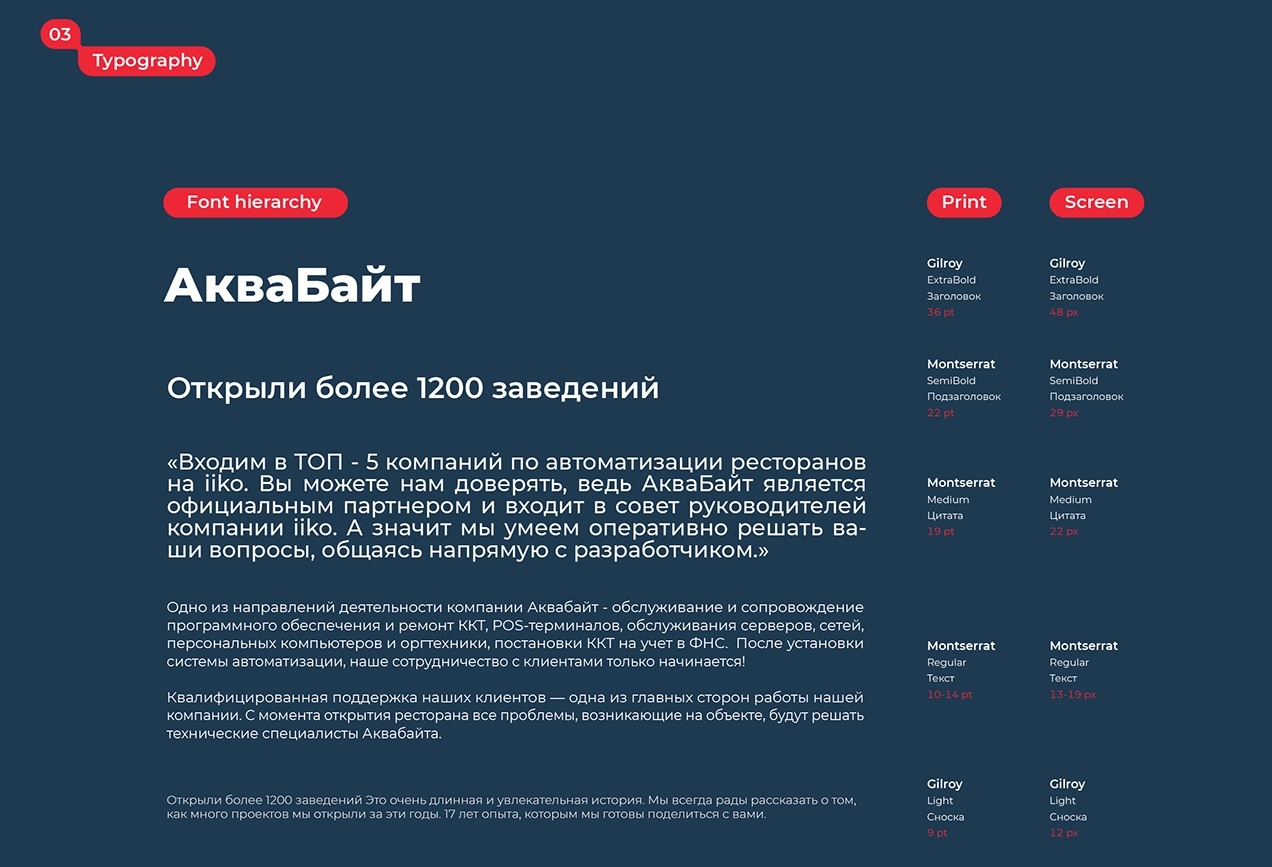 03
Typography
Font hierarchy
Print
Screen
АкваБайт
Gilroy
ExtraBold
Заголовок
36 pt
Gilroy
ExtraBold
Заголовок
48 px
Открыли более 1200 заведений
Montserrat
SemiBold
Подзаголовок
22 pt
Montserrat
SemiBold
Подзаголовок
29 px
«Входим в ТОП - 5 компаний по автоматизации ресторанов
на iiko. Вы можете нам доверять, ведь АкваБайт является
официальным партнером и входит в совет руководителей
компании iiko. А значит мы умеем оперативно решать ва-
ши вопросы, общаясь напрямую с разработчиком.»
Montserrat
Medium
Цитата
19 pt
Montserrat
Medium
Цитата
22 px
Одно из направлений деятельности компании Аквабайт - обслуживание и сопровождение
программного обеспечения и ремонт ККТ, POS-терминалов, обслуживания серверов, сетей,
персональных компьютеров и оргтехники, постановки ККТ на учет в ФНС.  После установки
системы автоматизации, наше сотрудничество с клиентами только начинается!
Квалифицированная поддержка наших клиентов — одна из главных сторон работы нашей
компании. С момента открытия ресторана все проблемы, возникающие на объекте, будут решать
технические специалисты Аквабайта.
Montserrat
Regular
Текст
10-14 pt
Montserrat
Regular
Текст
13-19 px
Открыли более 1200 заведений Это очень длинная и увлекательная история. Мы всегда рады рассказать о том,
как много проектов мы открыли за эти годы. 17 лет опыта, которым мы готовы поделиться с вами.
Gilroy
Light
Сноска
9 pt
Gilroy
Light
Сноска
12 px